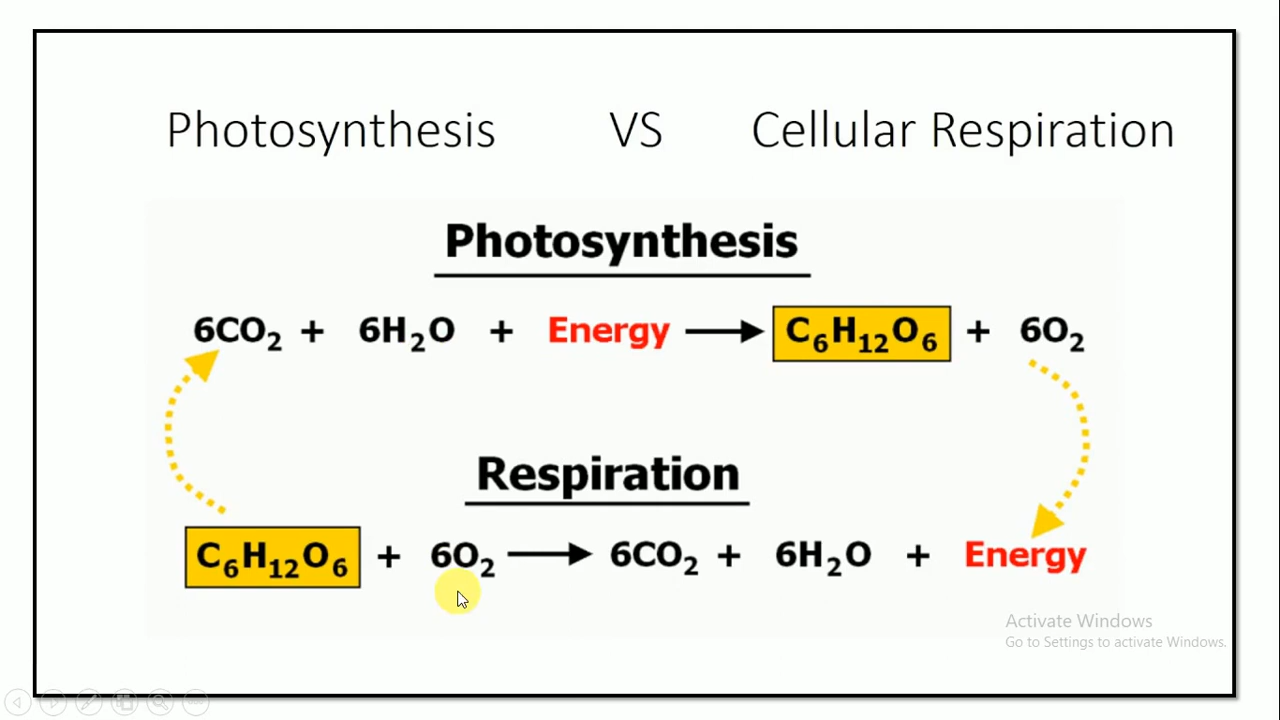 Photosynthesis VS Cellular Respiration
Photosynthesis
6CO₂ + 6H₂O + Energy → C₆H₁₂O₆ + 6O₂
Respiration
C₆H₁₂O₆ + 6O₂ → 6CO₂ + 6H₂O + Energy
Activate Windows
Go to Settings to activate Windows.